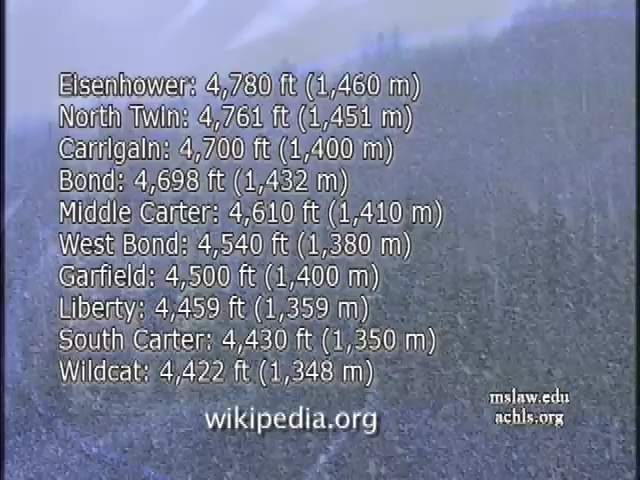 Eisenhower: 4,780 ft (1,460 m)
North Twin: 4,761 ft (1,451 m)
Carrigain: 4,700 ft (1,400 m)
Bond: 4,698 ft (1,432 m)
Middle Carter: 4,610 ft (1,410 m)
West Bond: 4,540 ft (1,380 m)
Garfield: 4,500 ft (1,400 m)
Liberty: 4,459 ft (1,359 m)
South Carter: 4,430 ft (1,350 m)
Wildcat: 4,422 ft (1,348 m)
wikipedia.org
mslaw.edu
achls.org